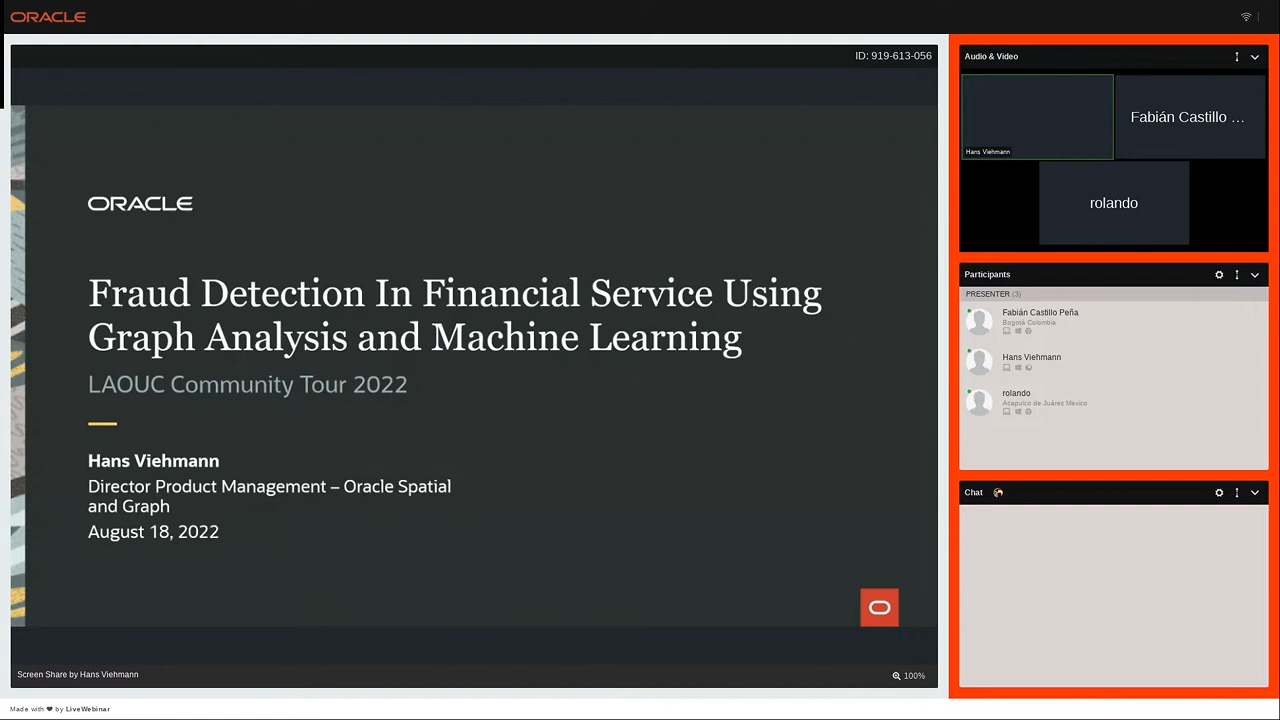 ORACLE
ID: 919-613-056
ORACLE
Fraud Detection In Financial Service Using
Graph Analysis and Machine Learning
LAOUC Community Tour 2022
Hans Viehmann
Director Product Management – Oracle Spatial
and Graph
August 18, 2022
Screen Share by Hans Viehmann
100%
Made with ❤ by LiveWebinar
Audio & Video
Hans Viehmann
Fabián Castillo …
rolando
Participants
PRESENTER (3)
Fabián Castillo Peña
Bogotá Colombia
Hans Viehmann
rolando
Acapulco de Juárez Mexico
Chat